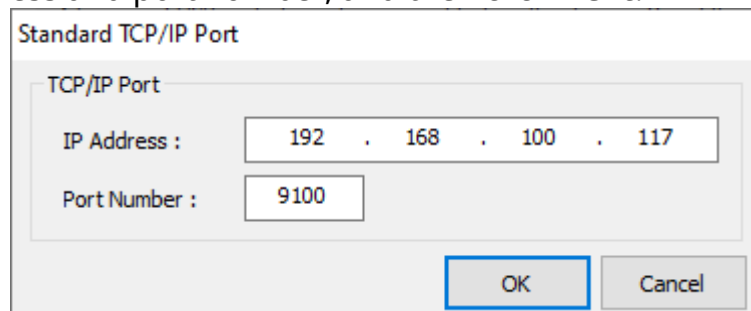 Standard TCP/IP Port
TCP/IP Port
IP Address : 192 . 168 . 100 . 117
Port Number : 9100
OK Cancel